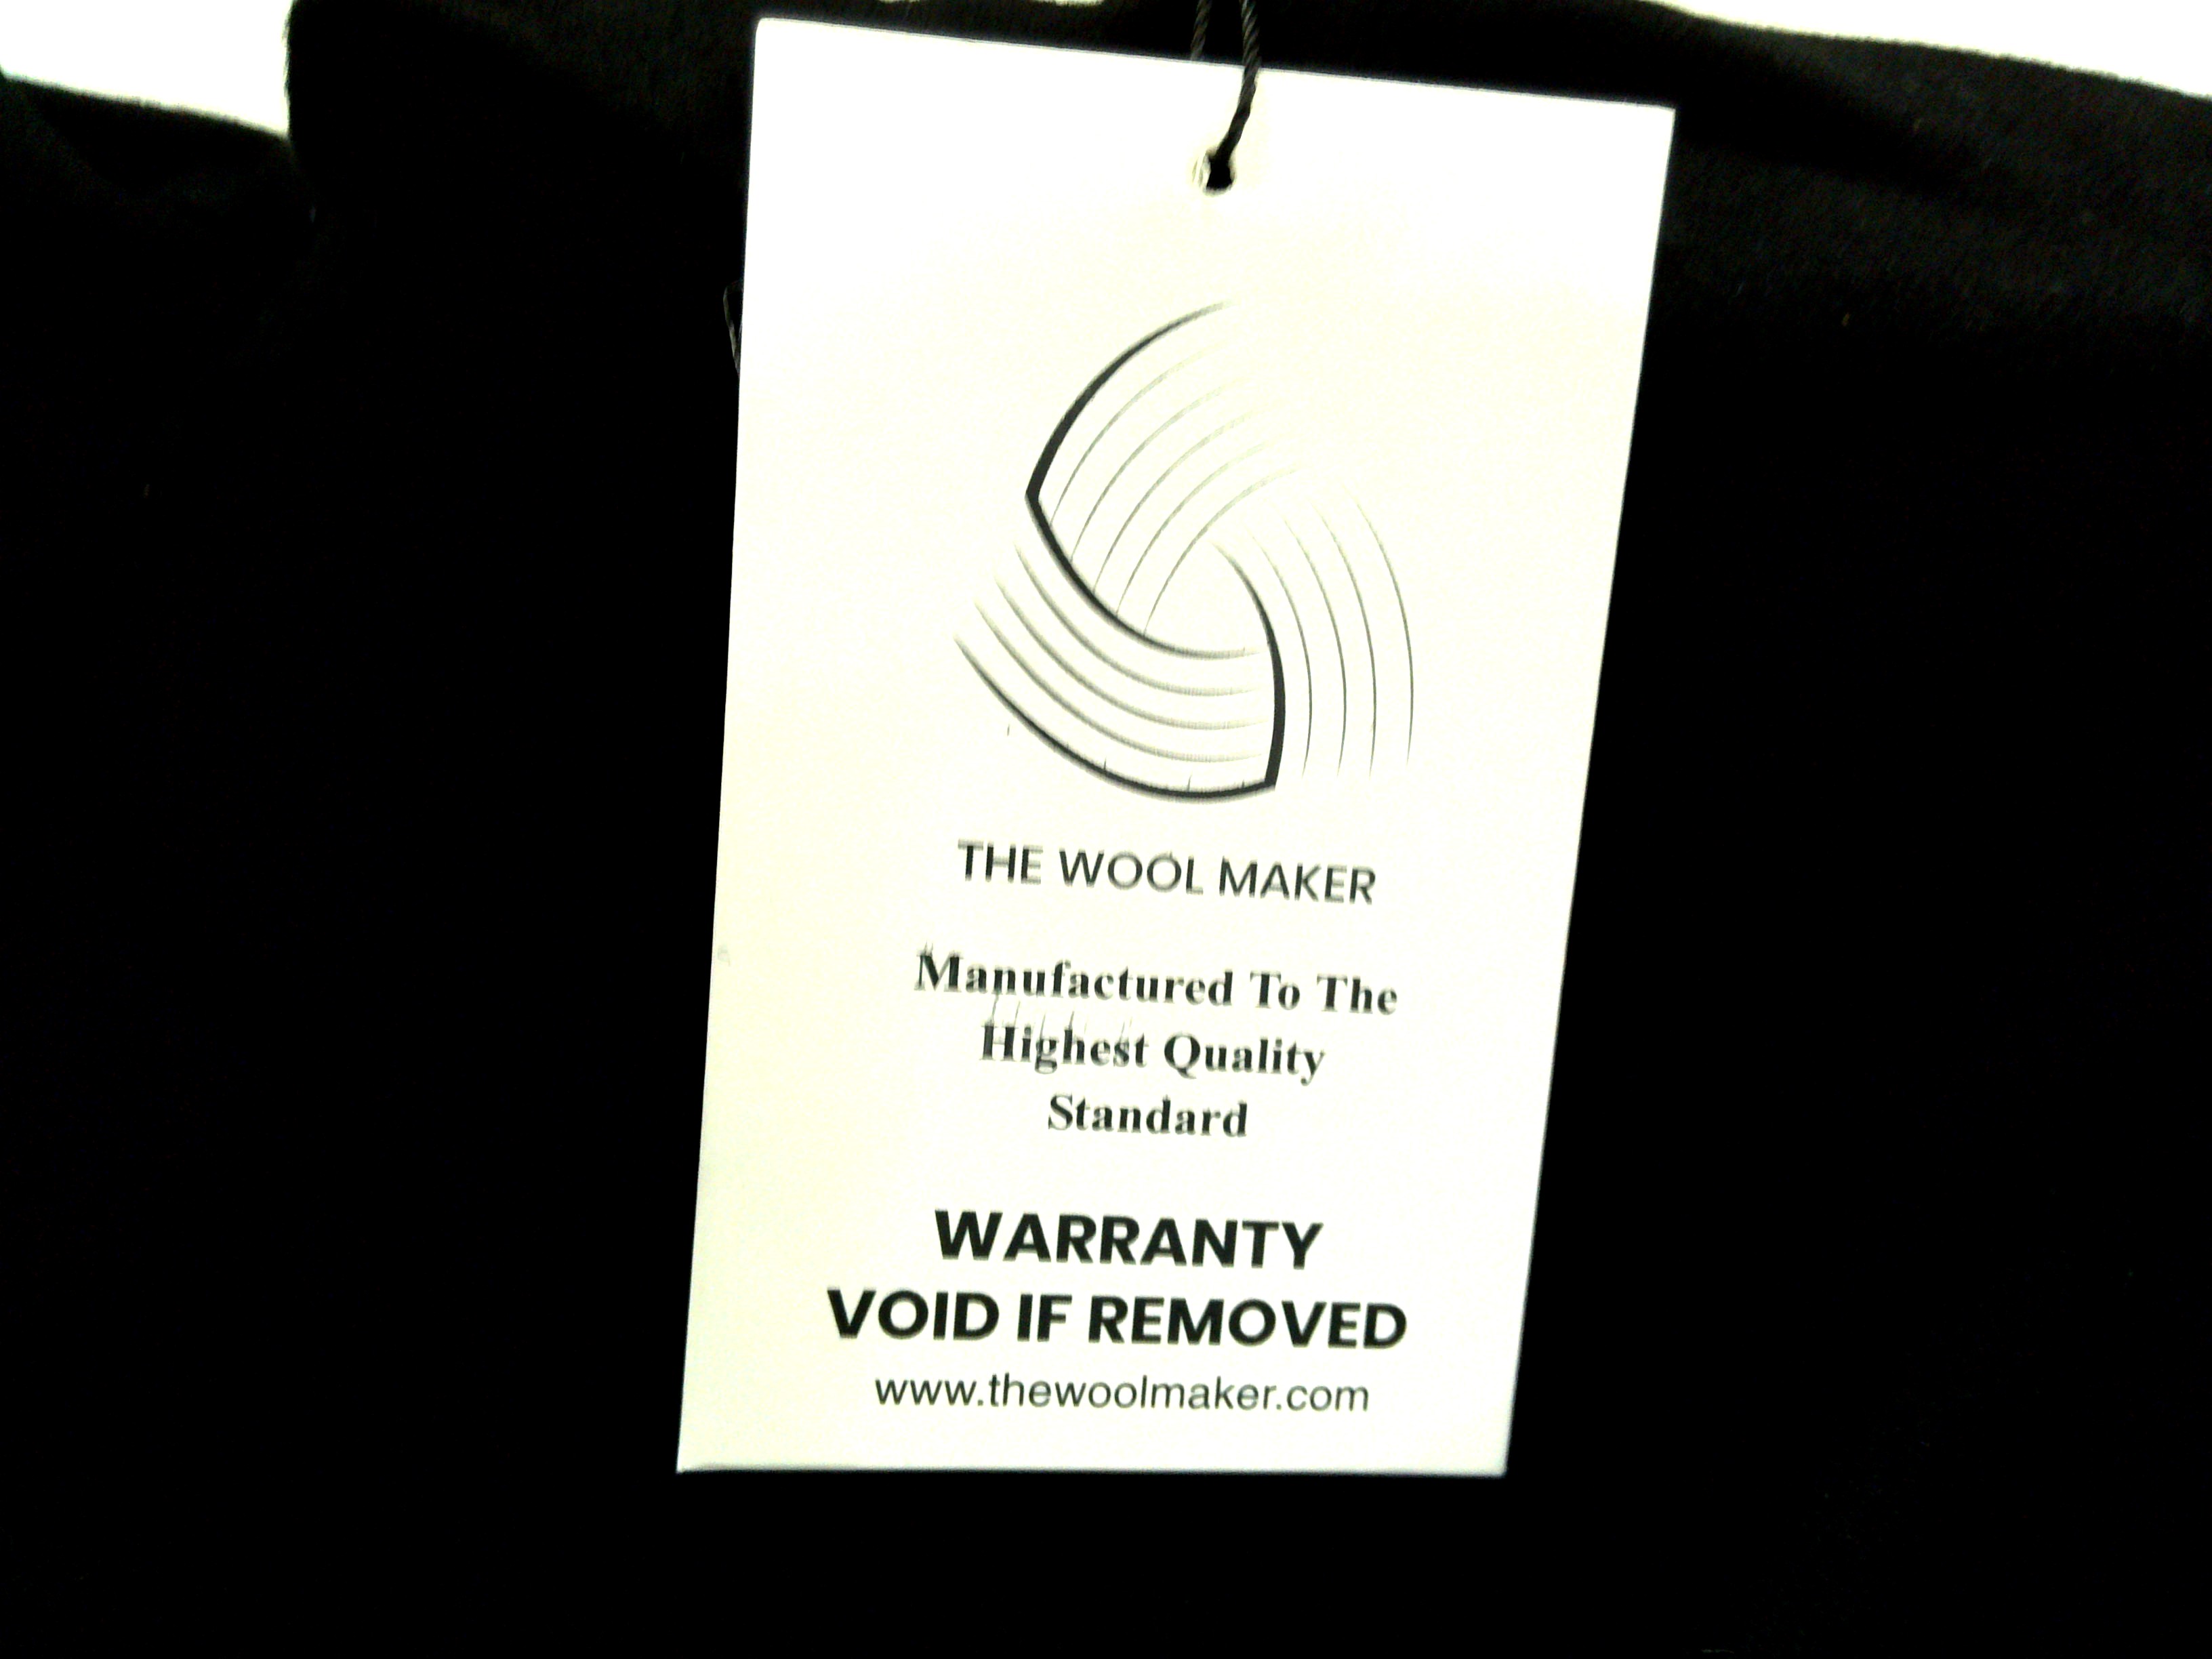 THE WOOL MAKER
Manufactured To The
Highest Quality
Standard
WARRANTY
VOID IF REMOVED
www.thewoolmaker.com